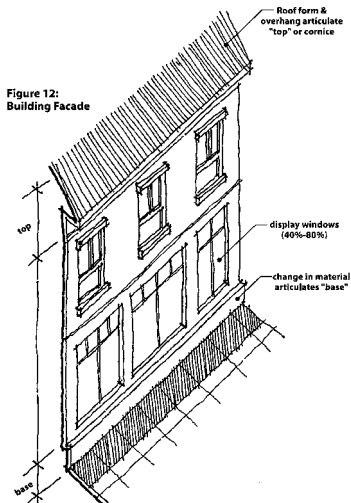 Roof form &
overhang articulate
"top" or cornice
Figure 12:
Building Facade
top
display windows
(40%-80%)
change in material
articulates "base"
base